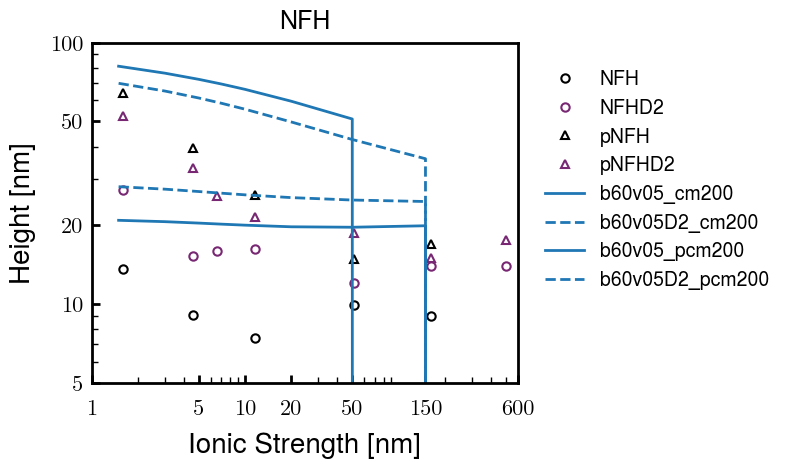 NFH
100
50
20
10
5
Height [nm]
1
5
10
20
50
150
600
Ionic Strength [nm]
NFH
NFHD2
pNFH
pNFHD2
b60v05_cm200
b60v05D2_cm200
b60v05_pcm200
b60v05D2_pcm200